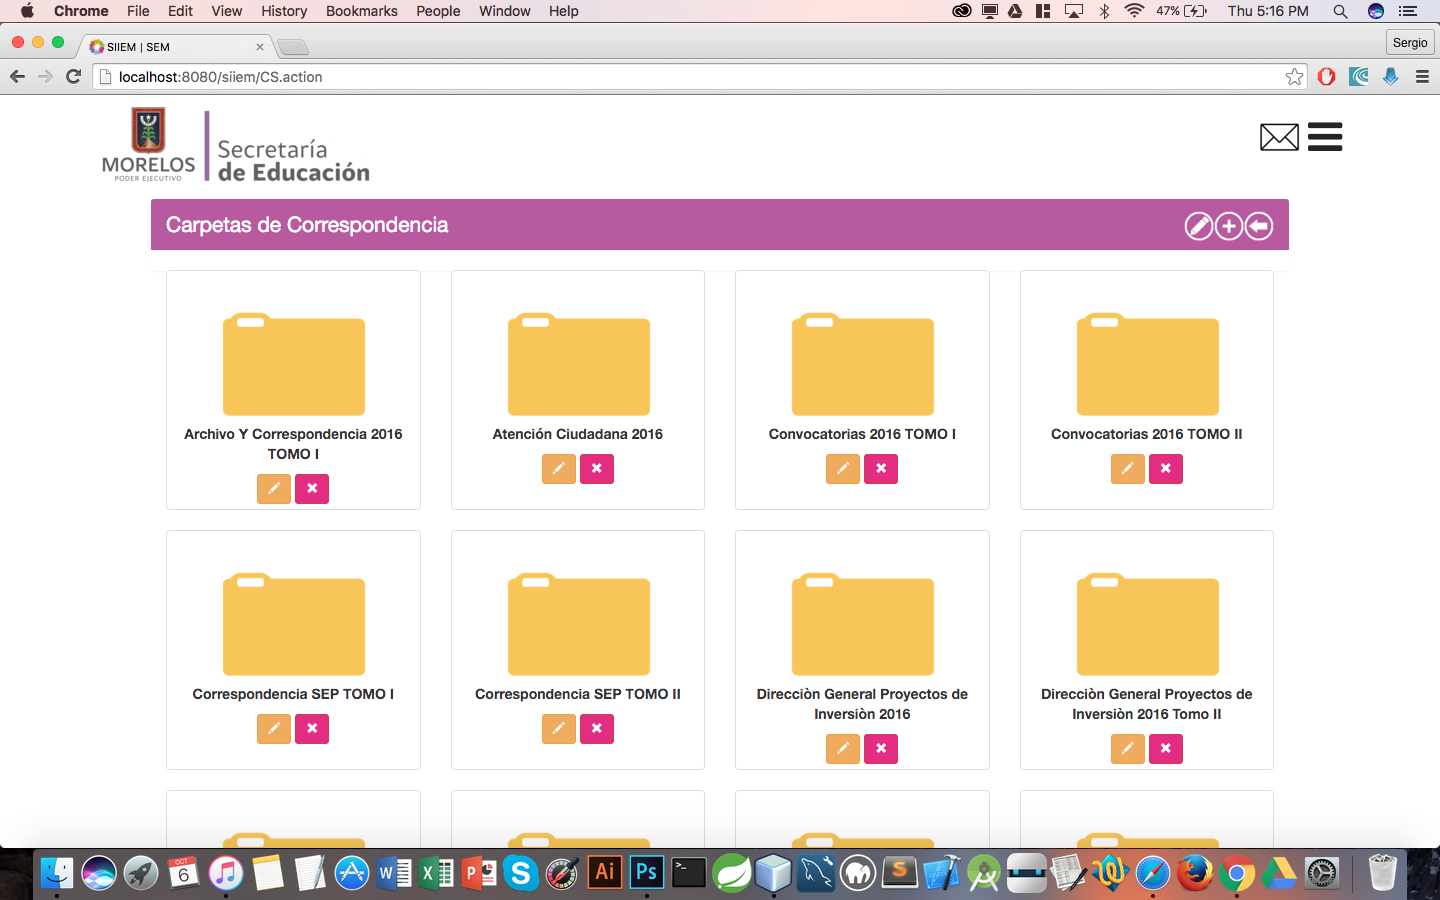 Chrome File Edit View History Bookmarks People Window Help 47% Thu 5:16 PM
SIIEM | SEM
Sergio
localhost:8080/siiem/CS.action
MORELOS
PODER EJECUTIVO
Secretaría
de Educación
Carpetas de Correspondencia
Archivo Y Correspondencia 2016
TOMO I
Atención Ciudadana 2016
Convocatorias 2016 TOMO I
Convocatorias 2016 TOMO II
Correspondencia SEP TOMO I
Correspondencia SEP TOMO II
Direcciòn General Proyectos de
Inversiòn 2016
Direcciòn General Proyectos de
Inversiòn 2016 Tomo II
OCT
6
W
X
P
S
Ai
Ps
>_
S